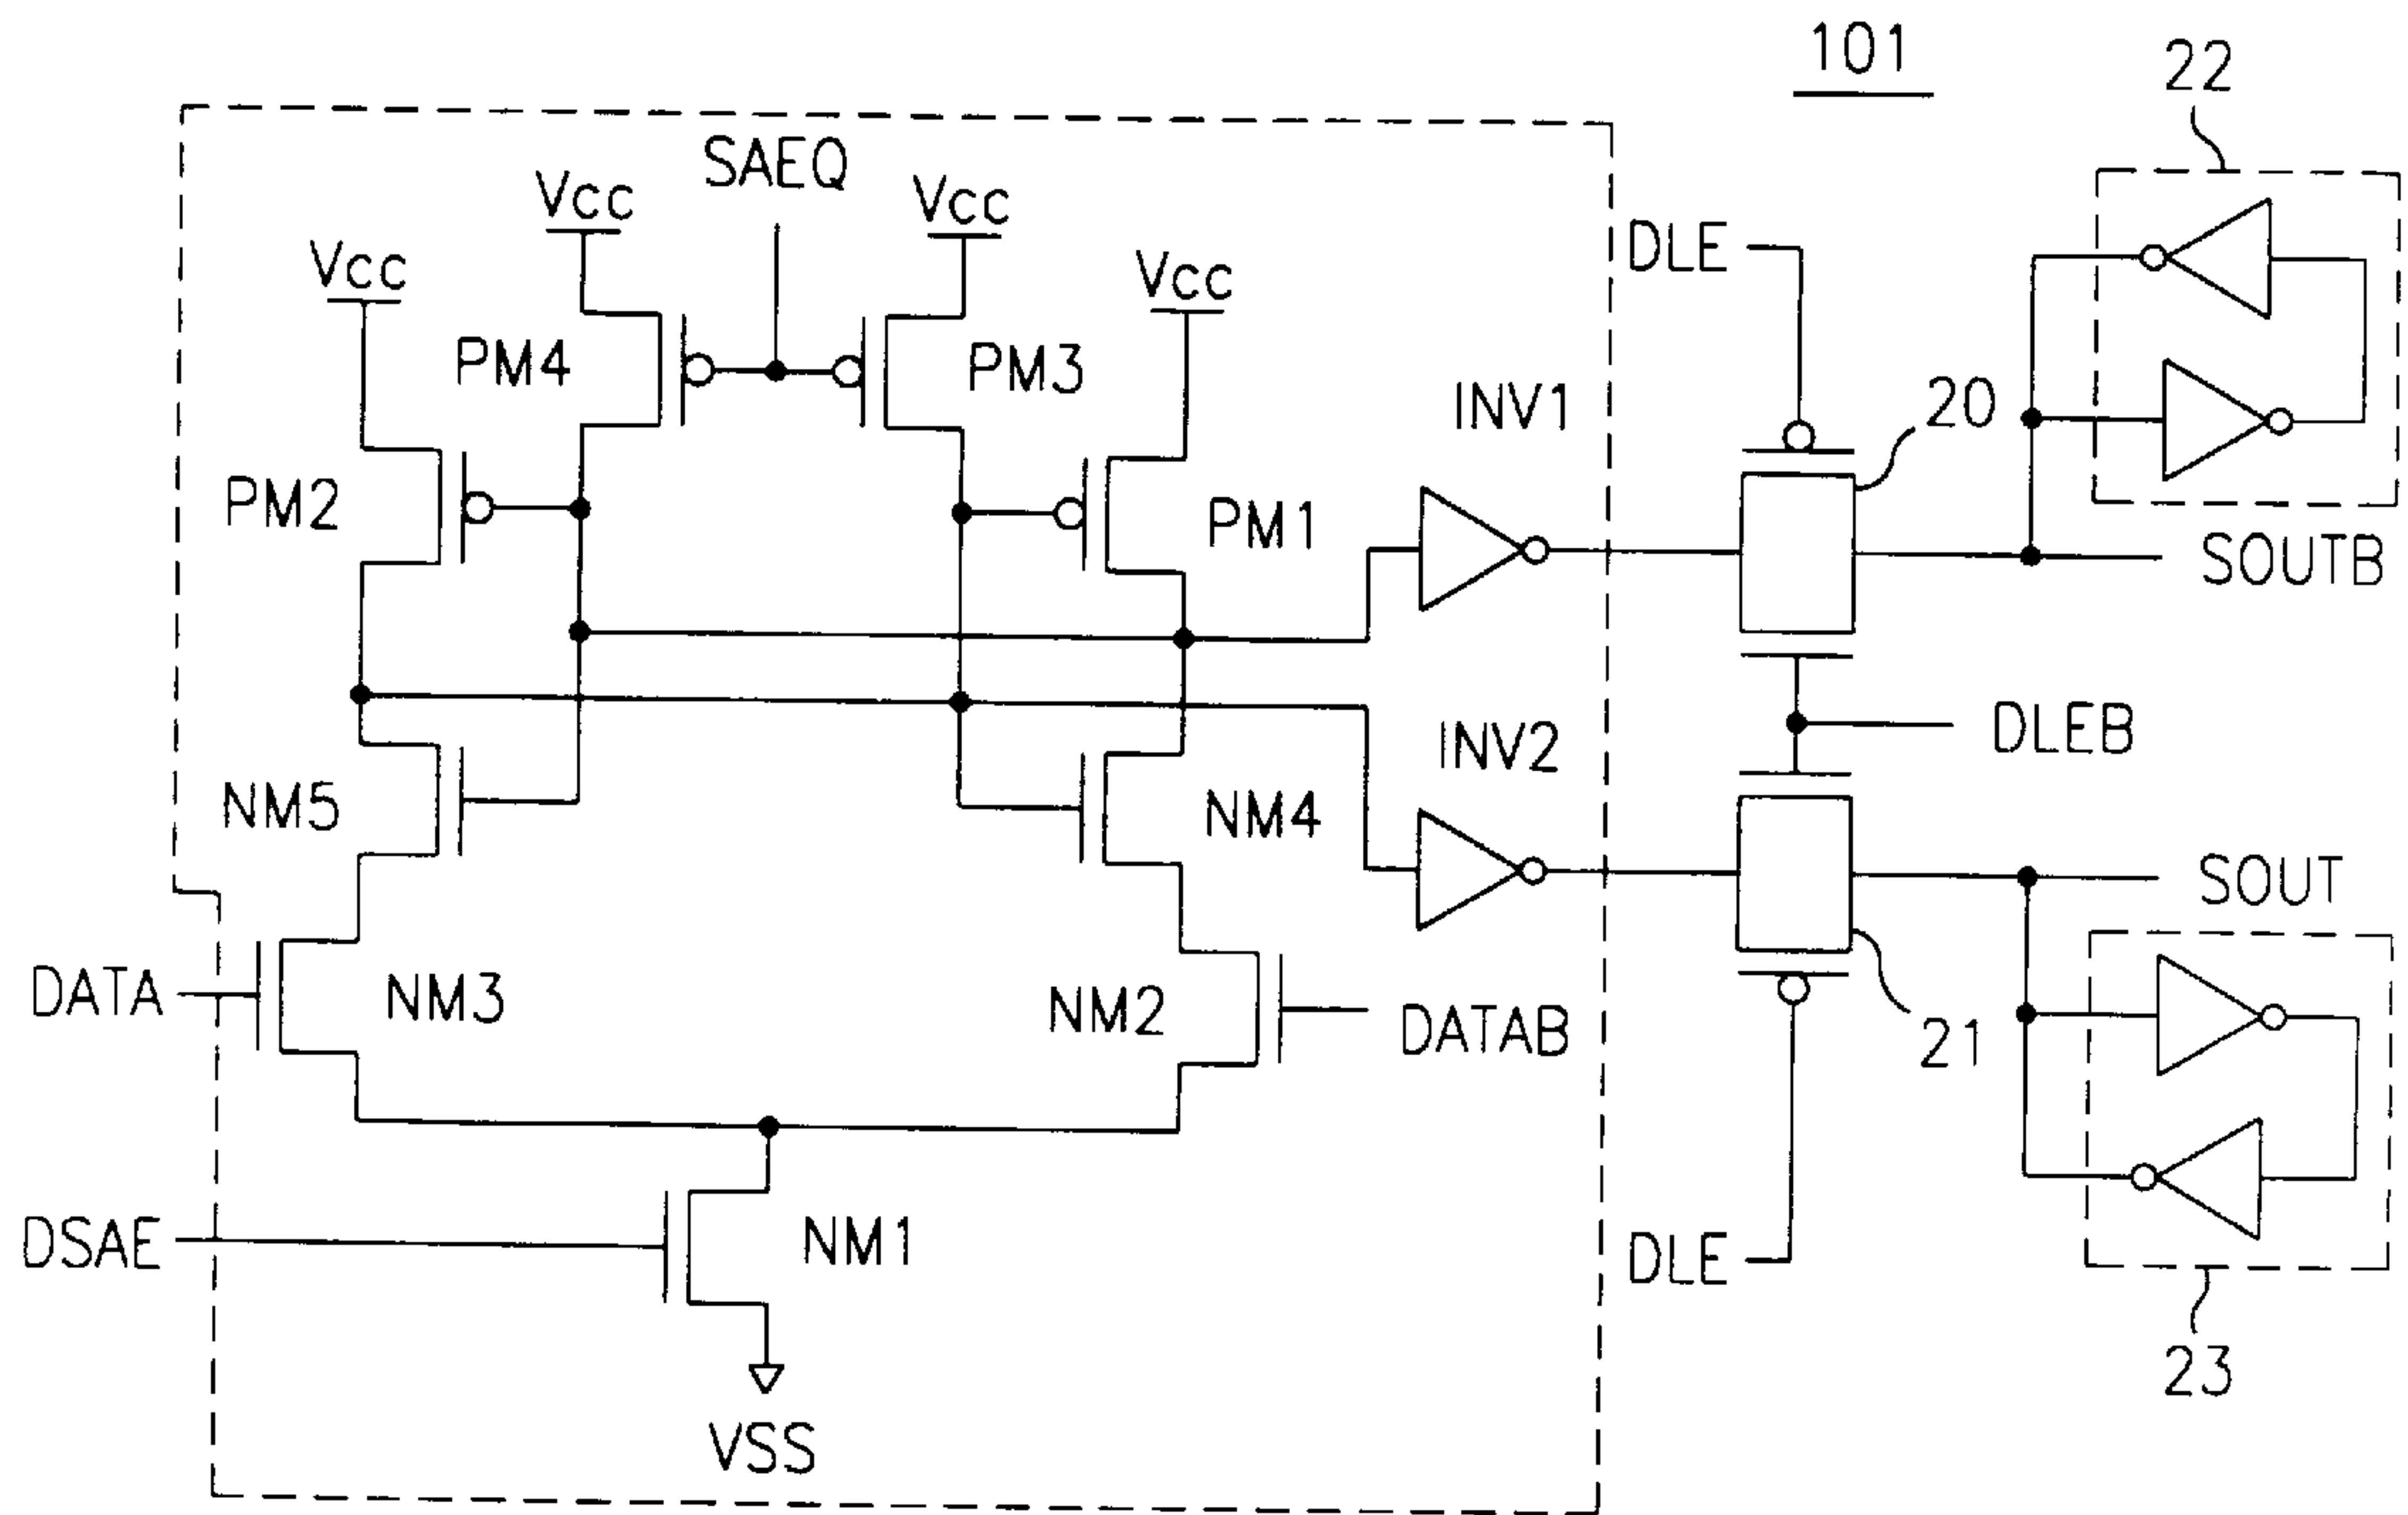 101
22
SAEQ
Vcc
Vcc
DLE
Vcc
Vcc
PM4
PM3
INV1
20
PM2
PM1
SOUTB
DLEB
INV2
NM5
NM4
SOUT
DATA
NM3
NM2
DATAB
21
DSAE
NM1
DLE
23
VSS